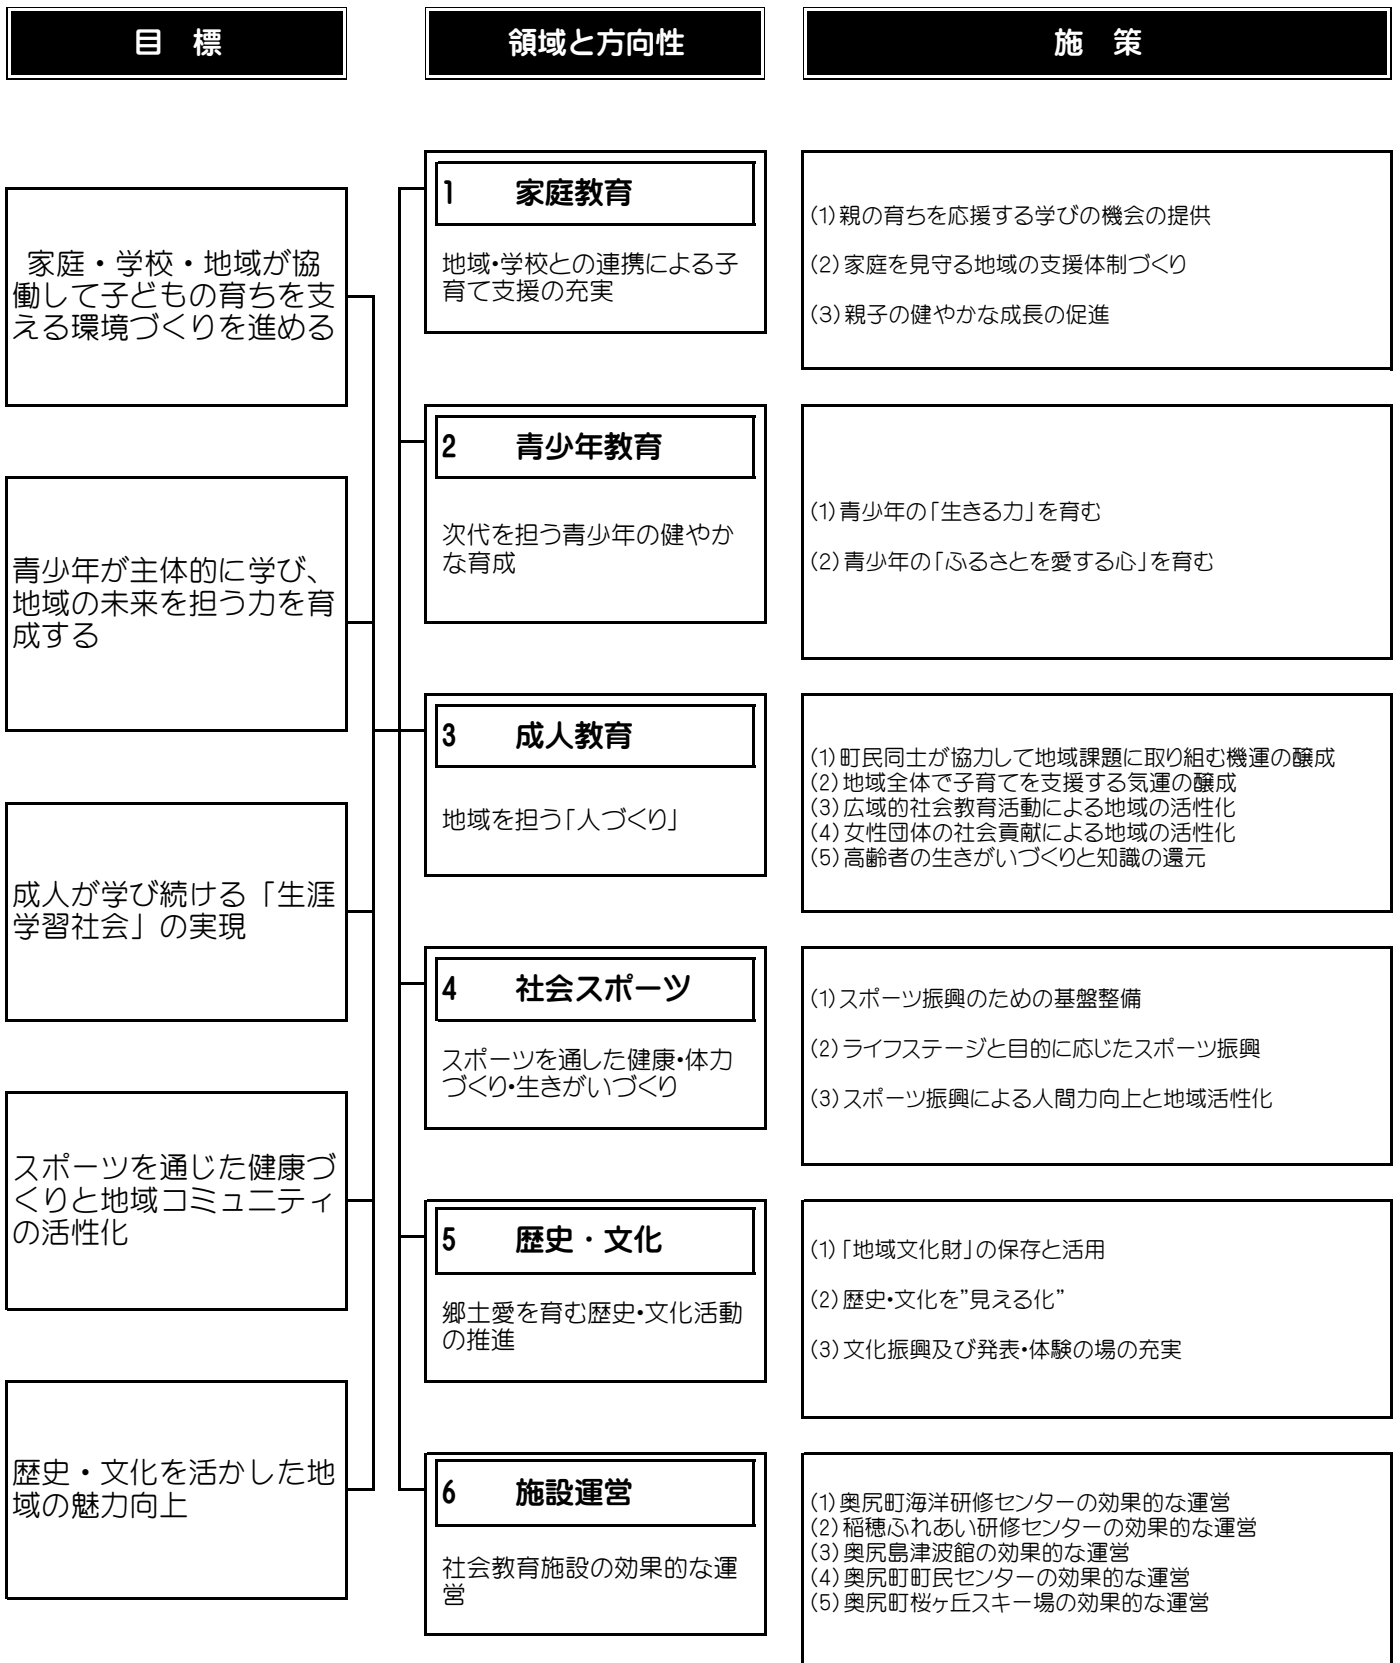 目　標
領域と方向性
施　策
家庭・学校・地域が協
働して子どもの育ちを支
える環境づくりを進める
青少年が主体的に学び、
地域の未来を担う力を育
成する
成人が学び続ける「生涯
学習社会」の実現
スポーツを通じた健康づ
くりと地域コミュニティ
の活性化
歴史・文化を活かした地
域の魅力向上
1　家庭教育
地域・学校との連携による子
育て支援の充実
(1)親の育ちを応援する学びの機会の提供
(2)家庭を見守る地域の支援体制づくり
(3)親子の健やかな成長の促進
2　青少年教育
次代を担う青少年の健やか
な育成
(1)青少年の「生きる力」を育む
(2)青少年の「ふるさとを愛する心」を育む
3　成人教育
地域を担う「人づくり」
(1)町民同士が協力して地域課題に取り組む機運の醸成
(2)地域全体で子育てを支援する気運の醸成
(3)広域的社会教育活動による地域の活性化
(4)女性団体の社会貢献による地域の活性化
(5)高齢者の生きがいづくりと知識の還元
4　社会スポーツ
スポーツを通した健康・体力
づくり・生きがいづくり
(1)スポーツ振興のための基盤整備
(2)ライフステージと目的に応じたスポーツ振興
(3)スポーツ振興による人間力向上と地域活性化
5　歴史・文化
郷土愛を育む歴史・文化活動
の推進
(1)「地域文化財」の保存と活用
(2)歴史・文化を”見える化”
(3)文化振興及び発表・体験の場の充実
6　施設運営
社会教育施設の効果的な運
営
(1)奥尻町海洋研修センターの効果的な運営
(2)稲穂ふれあい研修センターの効果的な運営
(3)奥尻島津波館の効果的な運営
(4)奥尻町町民センターの効果的な運営
(5)奥尻町桜ヶ丘スキー場の効果的な運営